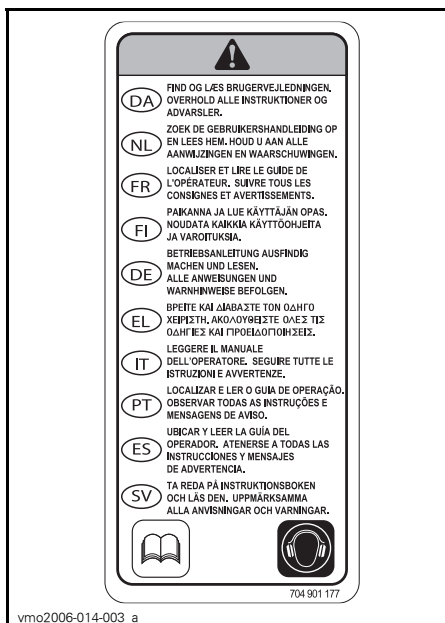 DA FIND OG LÆS BRUGERVEJLEDNINGEN.
OVERHOLD ALLE INSTRUKTIONER OG
ADVARSLER.
NL ZOEK DE GEBRUIKERSHANDLEIDING OP
EN LEES HEM. HOUD U AAN ALLE
AANWIJZINGEN EN WAARSCHUWINGEN.
FR LOCALISER ET LIRE LE GUIDE DE
L'OPÉRATEUR. SUIVRE TOUS LES
CONSIGNES ET AVERTISSEMENTS.
FI PAIKANNA JA LUE KÄYTTÄJÄN OPAS.
NOUDATA KAIKKIA KÄYTTÖOHJEITA
JA VAROITUKSIA.
DE BETRIEBSANLEITUNG AUSFINDIG
MACHEN UND LESEN.
ALLE ANWEISUNGEN UND
WARNHINWEISE BEFOLGEN.
EL ΒΡΕΙΤΕ ΚΑΙ ΔΙΑΒΑΣΤΕ ΤΟΝ ΟΔΗΓΟ
ΧΕΙΡΙΣΤΗ. ΑΚΟΛΟΥΘΕΙΣΤΕ ΟΛΕΣ ΤΙΣ
ΟΔΗΓΙΕΣ ΚΑΙ ΠΡΟΕΙΔΟΠΟΙΗΣΕΙΣ.
IT LEGGERE IL MANUALE
DELL'OPERATORE. SEGUIRE TUTTE LE
ISTRUZIONI E AVVERTENZE.
PT LOCALIZAR E LER O GUIA DE OPERAÇÃO.
OBSERVAR TODAS AS INSTRUÇÕES E
MENSAGENS DE AVISO.
ES UBICAR Y LEER LA GUÍA DEL
OPERADOR. ATENERSE A TODAS LAS
INSTRUCCIONES Y MENSAJES
DE ADVERTENCIA.
SV TA REDA PÅ INSTRUKTIONSBOKEN
OCH LÄS DEN. UPPMÄRKSAMMA
ALLA ANVISNINGAR OCH VARNINGAR.
704 901 177
vmo2006-014-003_a